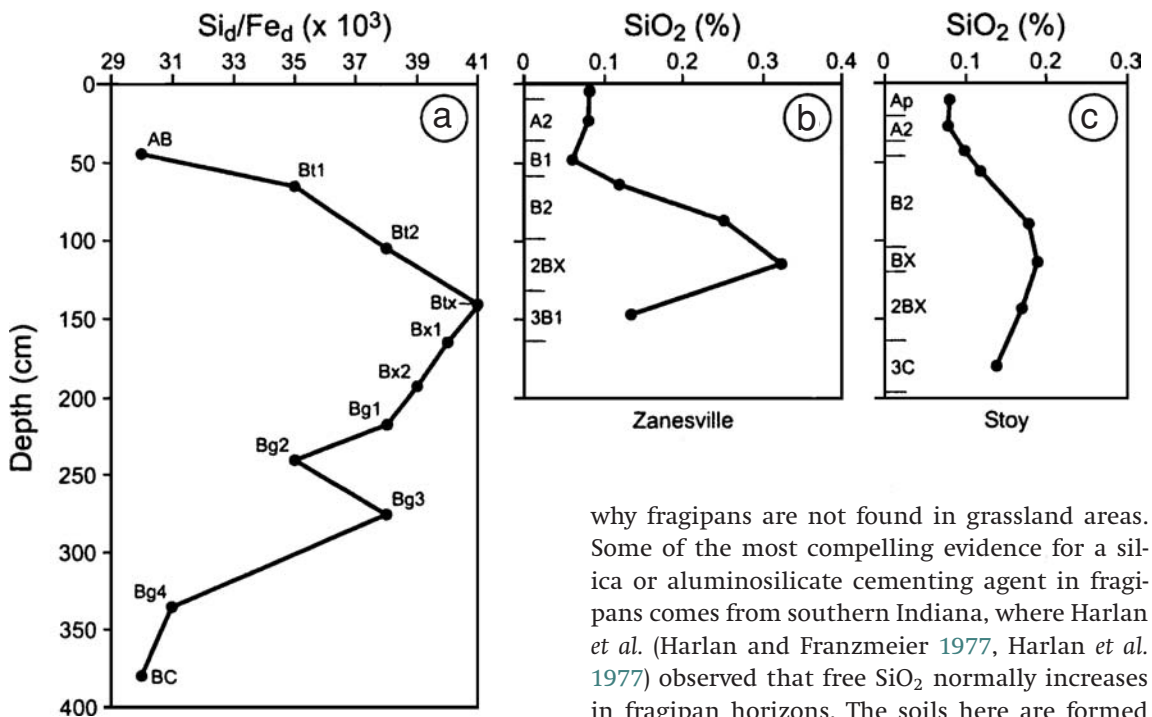 Si_d/Fe_d (x 10^3)
29 31 33 35 37 39 41
Depth (cm)
0
50
100
150
200
250
300
350
400
a
AB
Bt1
Bt2
Btx
Bx1
Bx2
Bg1
Bg2
Bg3
Bg4
BC
SiO2 (%)
0 0.1 0.2 0.3 0.4
b
A2
B1
B2
2BX
3B1
Zanesville
SiO2 (%)
0 0.1 0.2 0.3
c
Ap
A2
B2
BX
2BX
3C
Stoy
why fragipans are not found in grassland areas.
Some of the most compelling evidence for a sil-
ica or aluminosilicate cementing agent in fragi-
pans comes from southern Indiana, where Harlan
et al. (Harlan and Franzmeier 1977, Harlan et al.
1977) observed that free SiO2 normally increases
in fragipan horizons. The soils here are formed